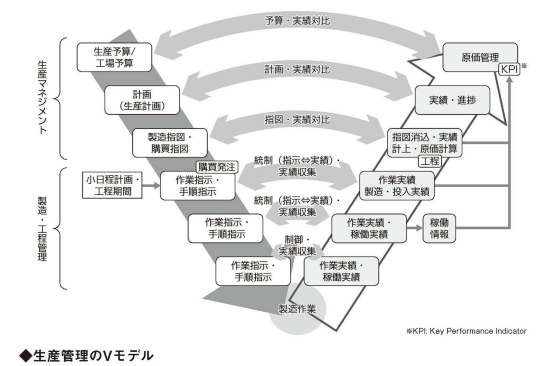 予算・実績対比
生産予算/
工場予算
原価管理
KPI※
計画・実績対比
計画
(生産計画)
実績・進捗
生産マネジメント
指図・実績対比
製造指図・
購買指図
指図消込・実績
計上・原価計算
購買発注
統制(指示⇔実績)・
実績収集
工程
小日程計画・
工程期間
作業指示・
手順指示
作業実績
製造・投入実績
統制(指示⇔実績)・
実績収集
製造・工程管理
作業指示・
手順指示
作業実績・
稼働実績
稼働
情報
制御・
実績収集
作業指示・
手順指示
作業実績・
稼働実績
製造作業
※KPI: Key Performance Indicator
◆生産管理のVモデル